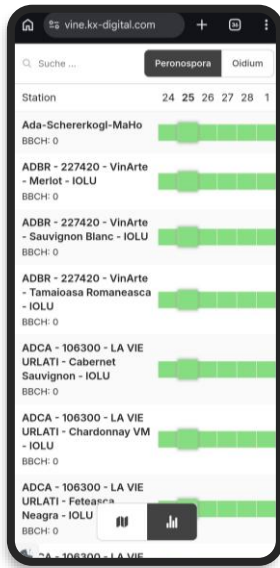 vine.kx-digital.com
Suche ...
Peronospora
Oidium
Station 24 25 26 27 28 1
Ada-Schererkogl-MaHo
BBCH: 0
ADBR - 227420 - VinArte
- Merlot - IOLU
BBCH: 0
ADBR - 227420 - VinArte
- Sauvignon Blanc - IOLU
BBCH: 0
ADBR - 227420 - VinArte
- Tamaioasa Romaneasca
- IOLU
BBCH: 0
ADCA - 106300 - LA VIE
URLATI - Cabernet
Sauvignon - IOLU
BBCH: 0
ADCA - 106300 - LA VIE
URLATI - Chardonnay VM
- IOLU
BBCH: 0
ADCA - 106300 - LA VIE
URLATI - Feteasca
Neagra - IOLU
BBCH: 0
106300 - LA VIE